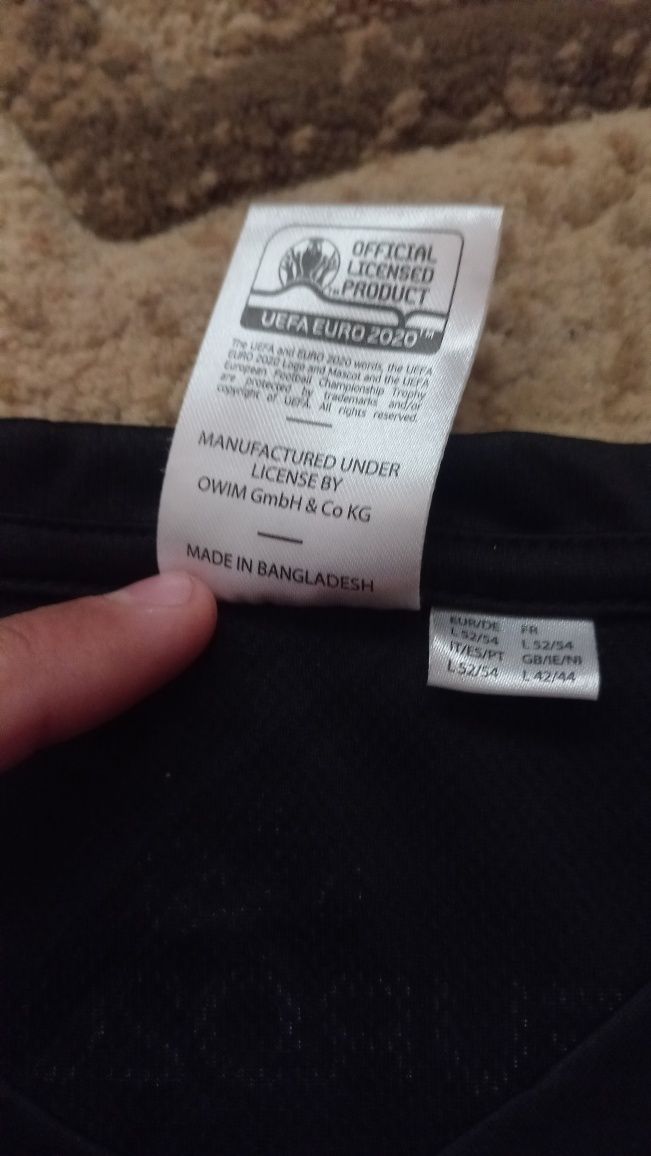 OFFICIAL
LICENSED
PRODUCT
UEFA EURO 2020™
The UEFA and EURO 2020 words, the UEFA
EURO 2020 Logo and Mascot and the UEFA
European Football Championship Trophy
are protected by trademarks and/or
copyright of UEFA. All rights reserved.
MANUFACTURED UNDER
LICENSE BY
OWIM GmbH & Co KG
MADE IN BANGLADESH
EUR/DE FR
L 52/54 L 52/54
IT/ES/PT GB/IE/NI
L 52/54 L 42/44